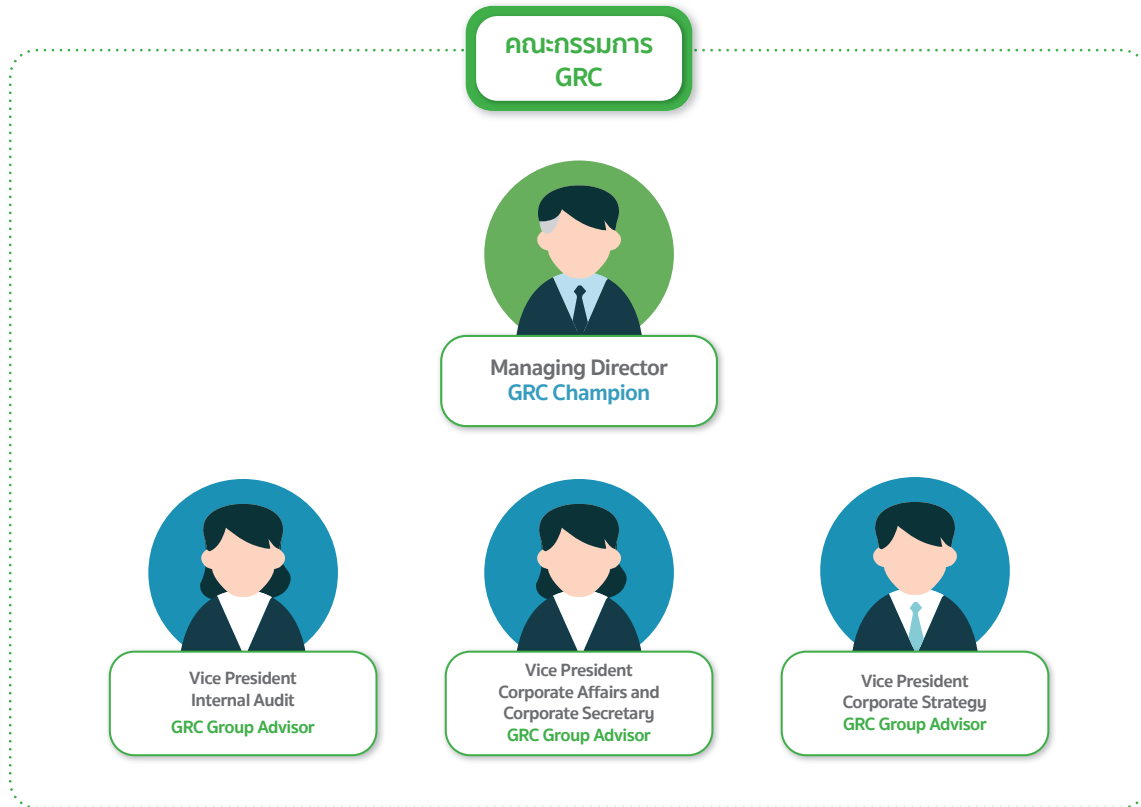 คณะกรรมการ
GRC
Managing Director
GRC Champion
Vice President
Internal Audit
GRC Group Advisor
Vice President
Corporate Affairs and
Corporate Secretary
GRC Group Advisor
Vice President
Corporate Strategy
GRC Group Advisor